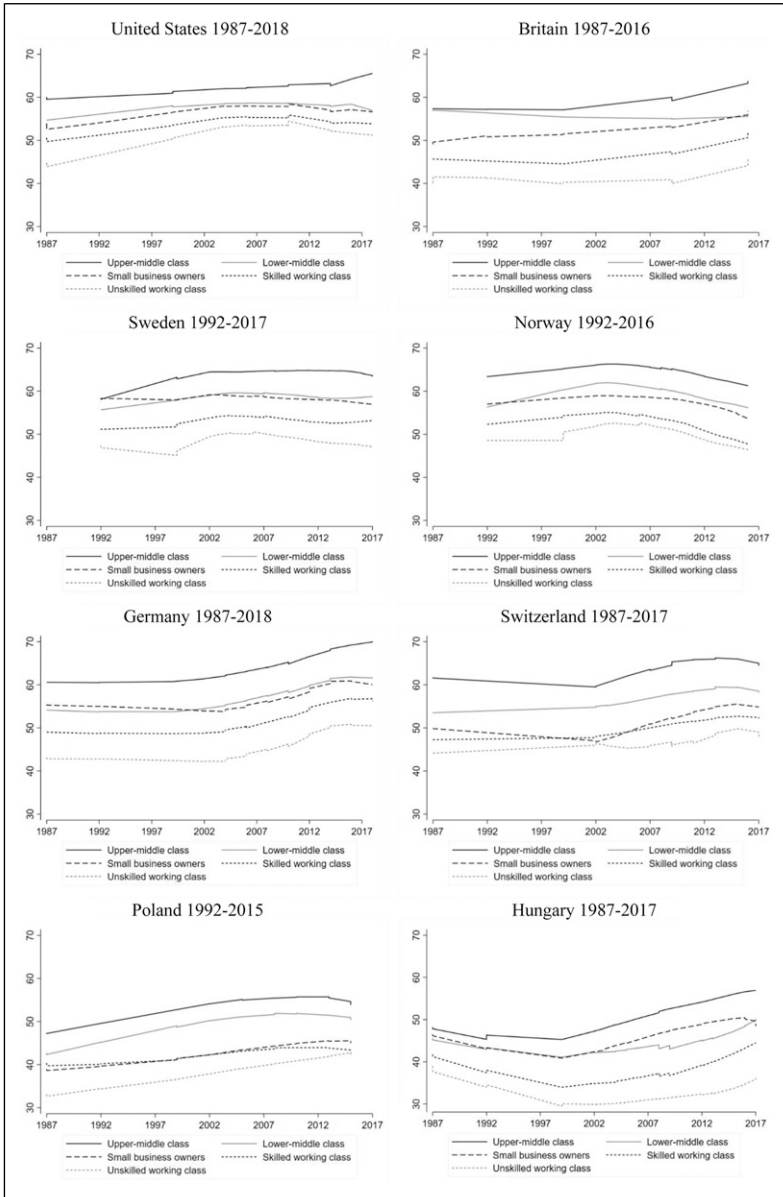 United States 1987-2018
70
60
50
40
30
1987 1992 1997 2002 2007 2012 2017
Upper-middle class Lower-middle class
Small business owners Skilled working class
Unskilled working class
Britain 1987-2016
70
60
50
40
30
1987 1992 1997 2002 2007 2012 2017
Upper-middle class Lower-middle class
Small business owners Skilled working class
Unskilled working class
Sweden 1992-2017
70
60
50
40
30
1987 1992 1997 2002 2007 2012 2017
Upper-middle class Lower-middle class
Small business owners Skilled working class
Unskilled working class
Norway 1992-2016
70
60
50
40
30
1987 1992 1997 2002 2007 2012 2017
Upper-middle class Lower-middle class
Small business owners Skilled working class
Unskilled working class
Germany 1987-2018
70
60
50
40
30
1987 1992 1997 2002 2007 2012 2017
Upper-middle class Lower-middle class
Small business owners Skilled working class
Unskilled working class
Switzerland 1987-2017
70
60
50
40
30
1987 1992 1997 2002 2007 2012 2017
Upper-middle class Lower-middle class
Small business owners Skilled working class
Unskilled working class
Poland 1992-2015
70
60
50
40
30
1987 1992 1997 2002 2007 2012 2017
Upper-middle class Lower-middle class
Small business owners Skilled working class
Unskilled working class
Hungary 1987-2017
70
60
50
40
30
1987 1992 1997 2002 2007 2012 2017
Upper-middle class Lower-middle class
Small business owners Skilled working class
Unskilled working class